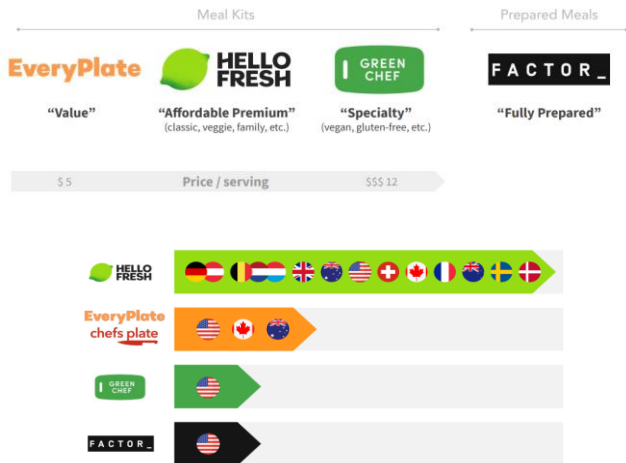 Meal Kits
Prepared Meals
EveryPlate
HELLO
FRESH
GREEN
CHEF
FACTOR_
“Value”
“Affordable Premium”
(classic, veggie, family, etc.)
“Specialty”
(vegan, gluten-free, etc.)
“Fully Prepared”
$ 5
Price / serving
$$$ 12
HELLO
FRESH
EveryPlate
chefs plate
GREEN
CHEF
FACTOR_